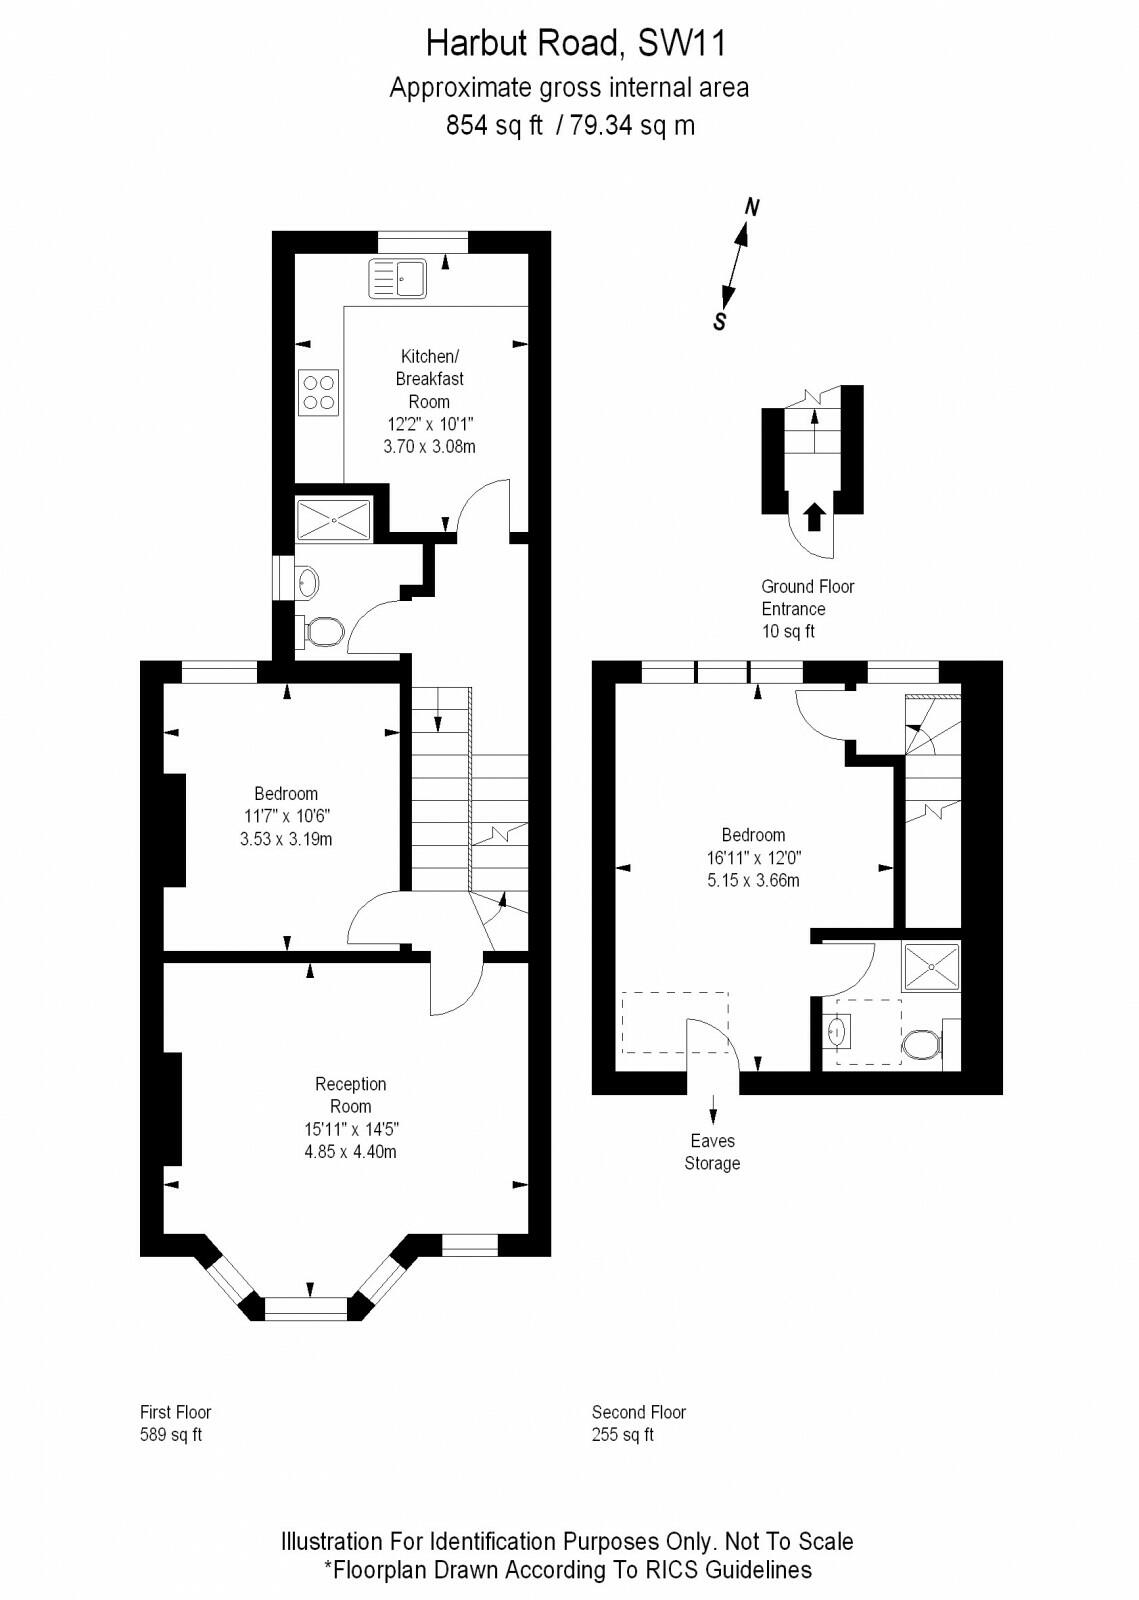 Harbut Road, SW11
Approximate gross internal area
854 sq ft / 79.34 sq m
N
S
Kitchen/
Breakfast
Room
12'2" x 10'1"
3.70 x 3.08m
Ground Floor
Entrance
10 sq ft
Bedroom
11'7" x 10'6"
3.53 x 3.19m
Bedroom
16'11" x 12'0"
5.15 x 3.66m
Reception
Room
15'11" x 14'5"
4.85 x 4.40m
Eaves
Storage
First Floor
589 sq ft
Second Floor
255 sq ft
Illustration For Identification Purposes Only. Not To Scale
*Floorplan Drawn According To RICS Guidelines